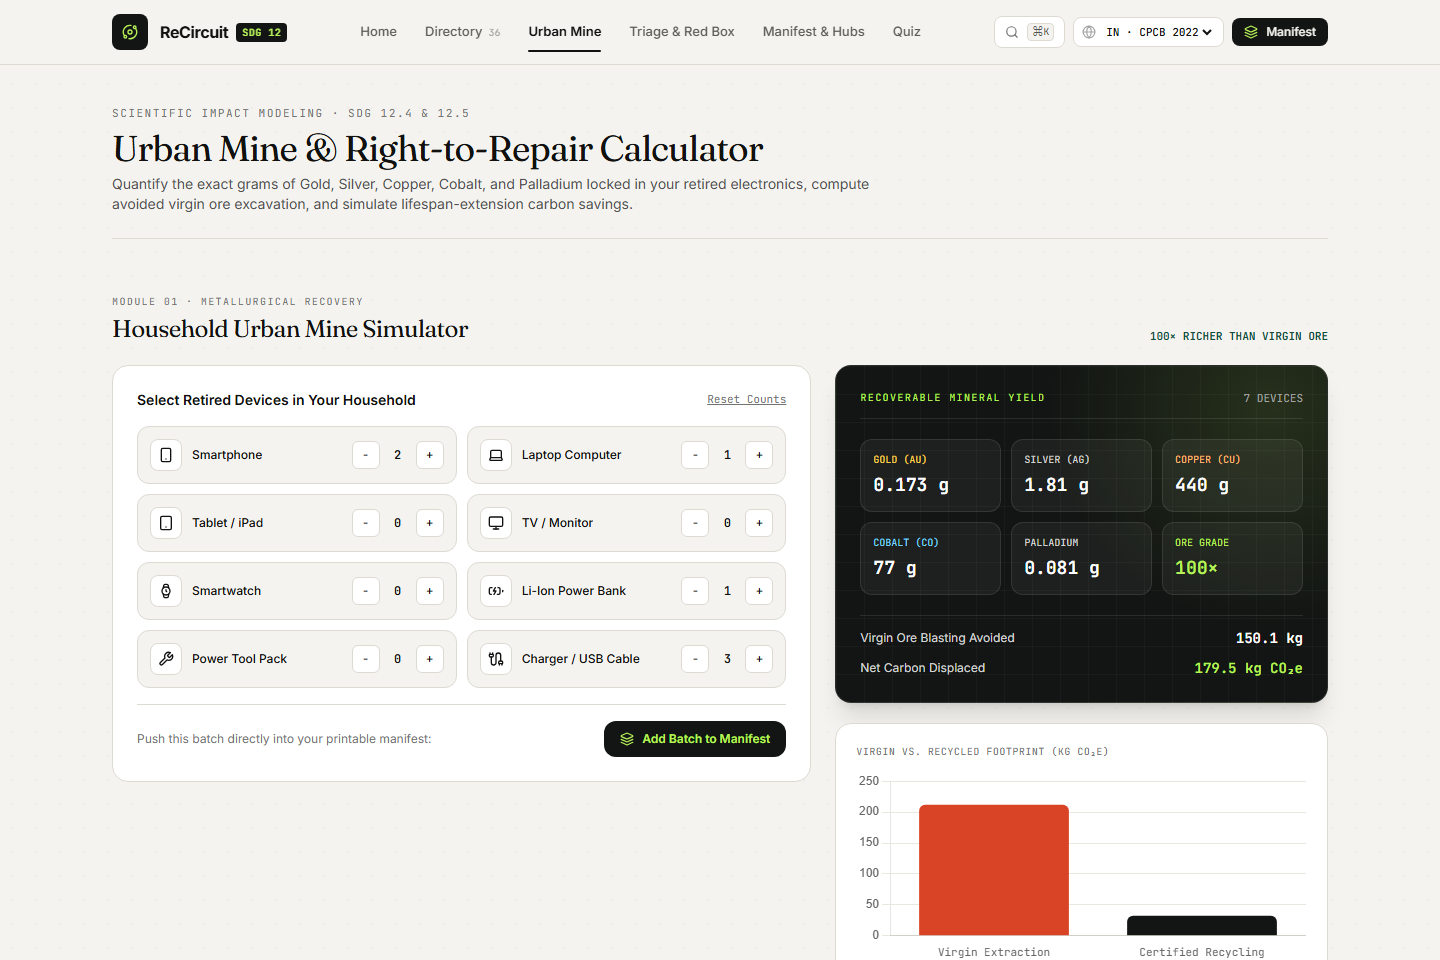 ReCircuit SDG 12
Home
Directory 36
Urban Mine
Triage & Red Box
Manifest & Hubs
Quiz
⌘K
IN · CPCB 2022
Manifest
SCIENTIFIC IMPACT MODELING · SDG 12.4 & 12.5
Urban Mine & Right-to-Repair Calculator
Quantify the exact grams of Gold, Silver, Copper, Cobalt, and Palladium locked in your retired electronics, compute
avoided virgin ore excavation, and simulate lifespan-extension carbon savings.
MODULE 01 · METALLURGICAL RECOVERY
Household Urban Mine Simulator
100× RICHER THAN VIRGIN ORE
Select Retired Devices in Your Household
Reset Counts
Smartphone - 2 +
Laptop Computer - 1 +
Tablet / iPad - 0 +
TV / Monitor - 0 +
Smartwatch - 0 +
Li-Ion Power Bank - 1 +
Power Tool Pack - 0 +
Charger / USB Cable - 3 +
Push this batch directly into your printable manifest:
Add Batch to Manifest
RECOVERABLE MINERAL YIELD
7 DEVICES
GOLD (AU)
0.173 g
SILVER (AG)
1.81 g
COPPER (CU)
440 g
COBALT (CO)
77 g
PALLADIUM
0.081 g
ORE GRADE
100×
Virgin Ore Blasting Avoided
150.1 kg
Net Carbon Displaced
179.5 kg CO₂e
VIRGIN VS. RECYCLED FOOTPRINT (KG CO₂E)
250
200
150
100
50
0
Virgin Extraction
Certified Recycling